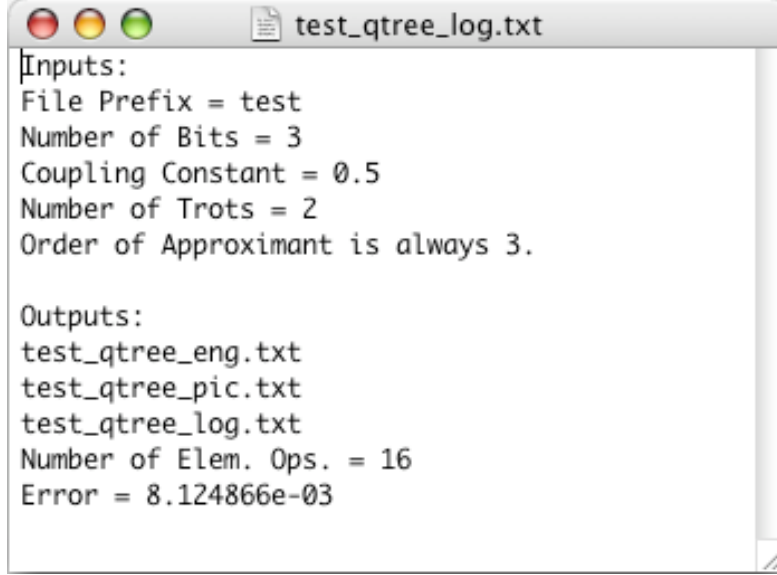 test_qtree_log.txt
Inputs:
File Prefix = test
Number of Bits = 3
Coupling Constant = 0.5
Number of Trots = 2
Order of Approximant is always 3.
Outputs:
test_qtree_eng.txt
test_qtree_pic.txt
test_qtree_log.txt
Number of Elem. Ops. = 16
Error = 8.124866e-03